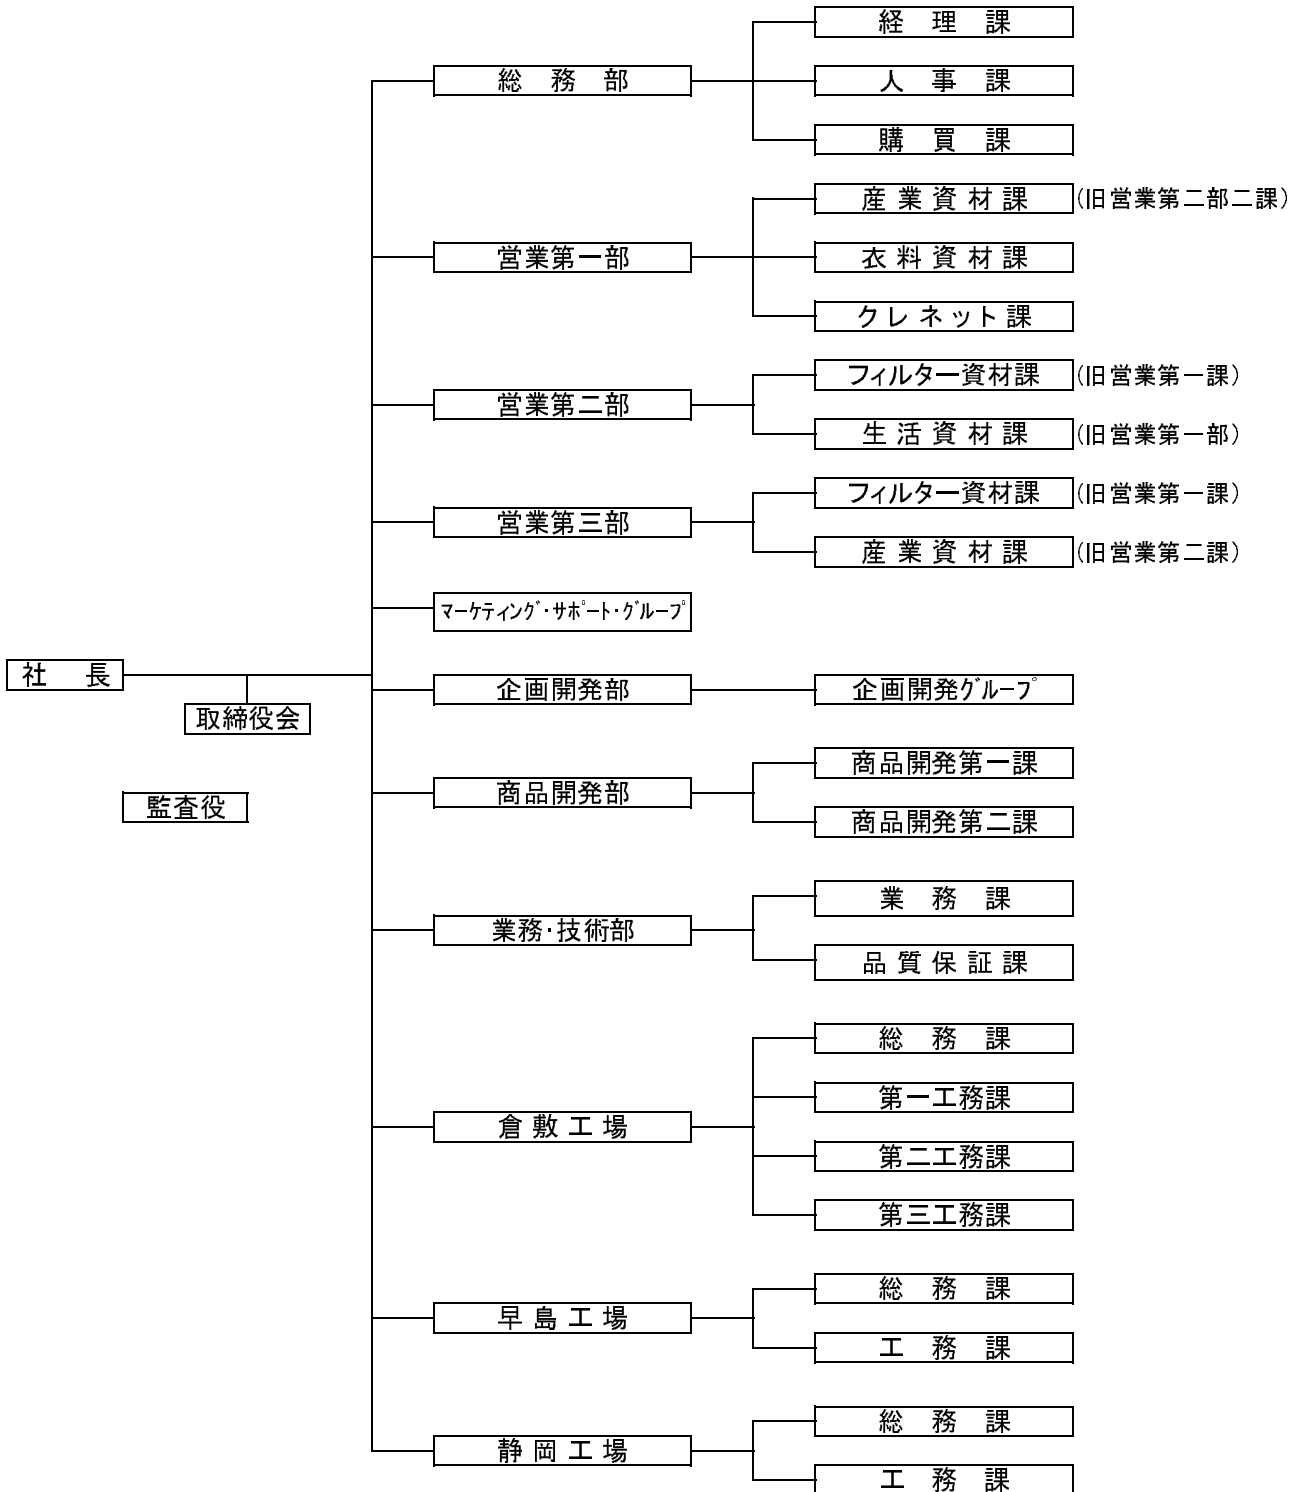 経理課
総務部
人事課
購買課
産業資材課 (旧営業第二部二課)
営業第一部
衣料資材課
クレネット課
フィルター資材課 (旧営業第一課)
営業第二部
生活資材課 (旧営業第一部)
フィルター資材課 (旧営業第一課)
営業第三部
産業資材課 (旧営業第二課)
ﾏｰｹﾃｨﾝｸﾞ･ｻﾎﾟｰﾄ･ｸﾞﾙｰﾌﾟ
社長
取締役会
監査役
企画開発部
企画開発ｸﾞﾙｰﾌﾟ
商品開発第一課
商品開発部
商品開発第二課
業務課
業務･技術部
品質保証課
総務課
第一工務課
倉敷工場
第二工務課
第三工務課
総務課
早島工場
工務課
総務課
静岡工場
工務課